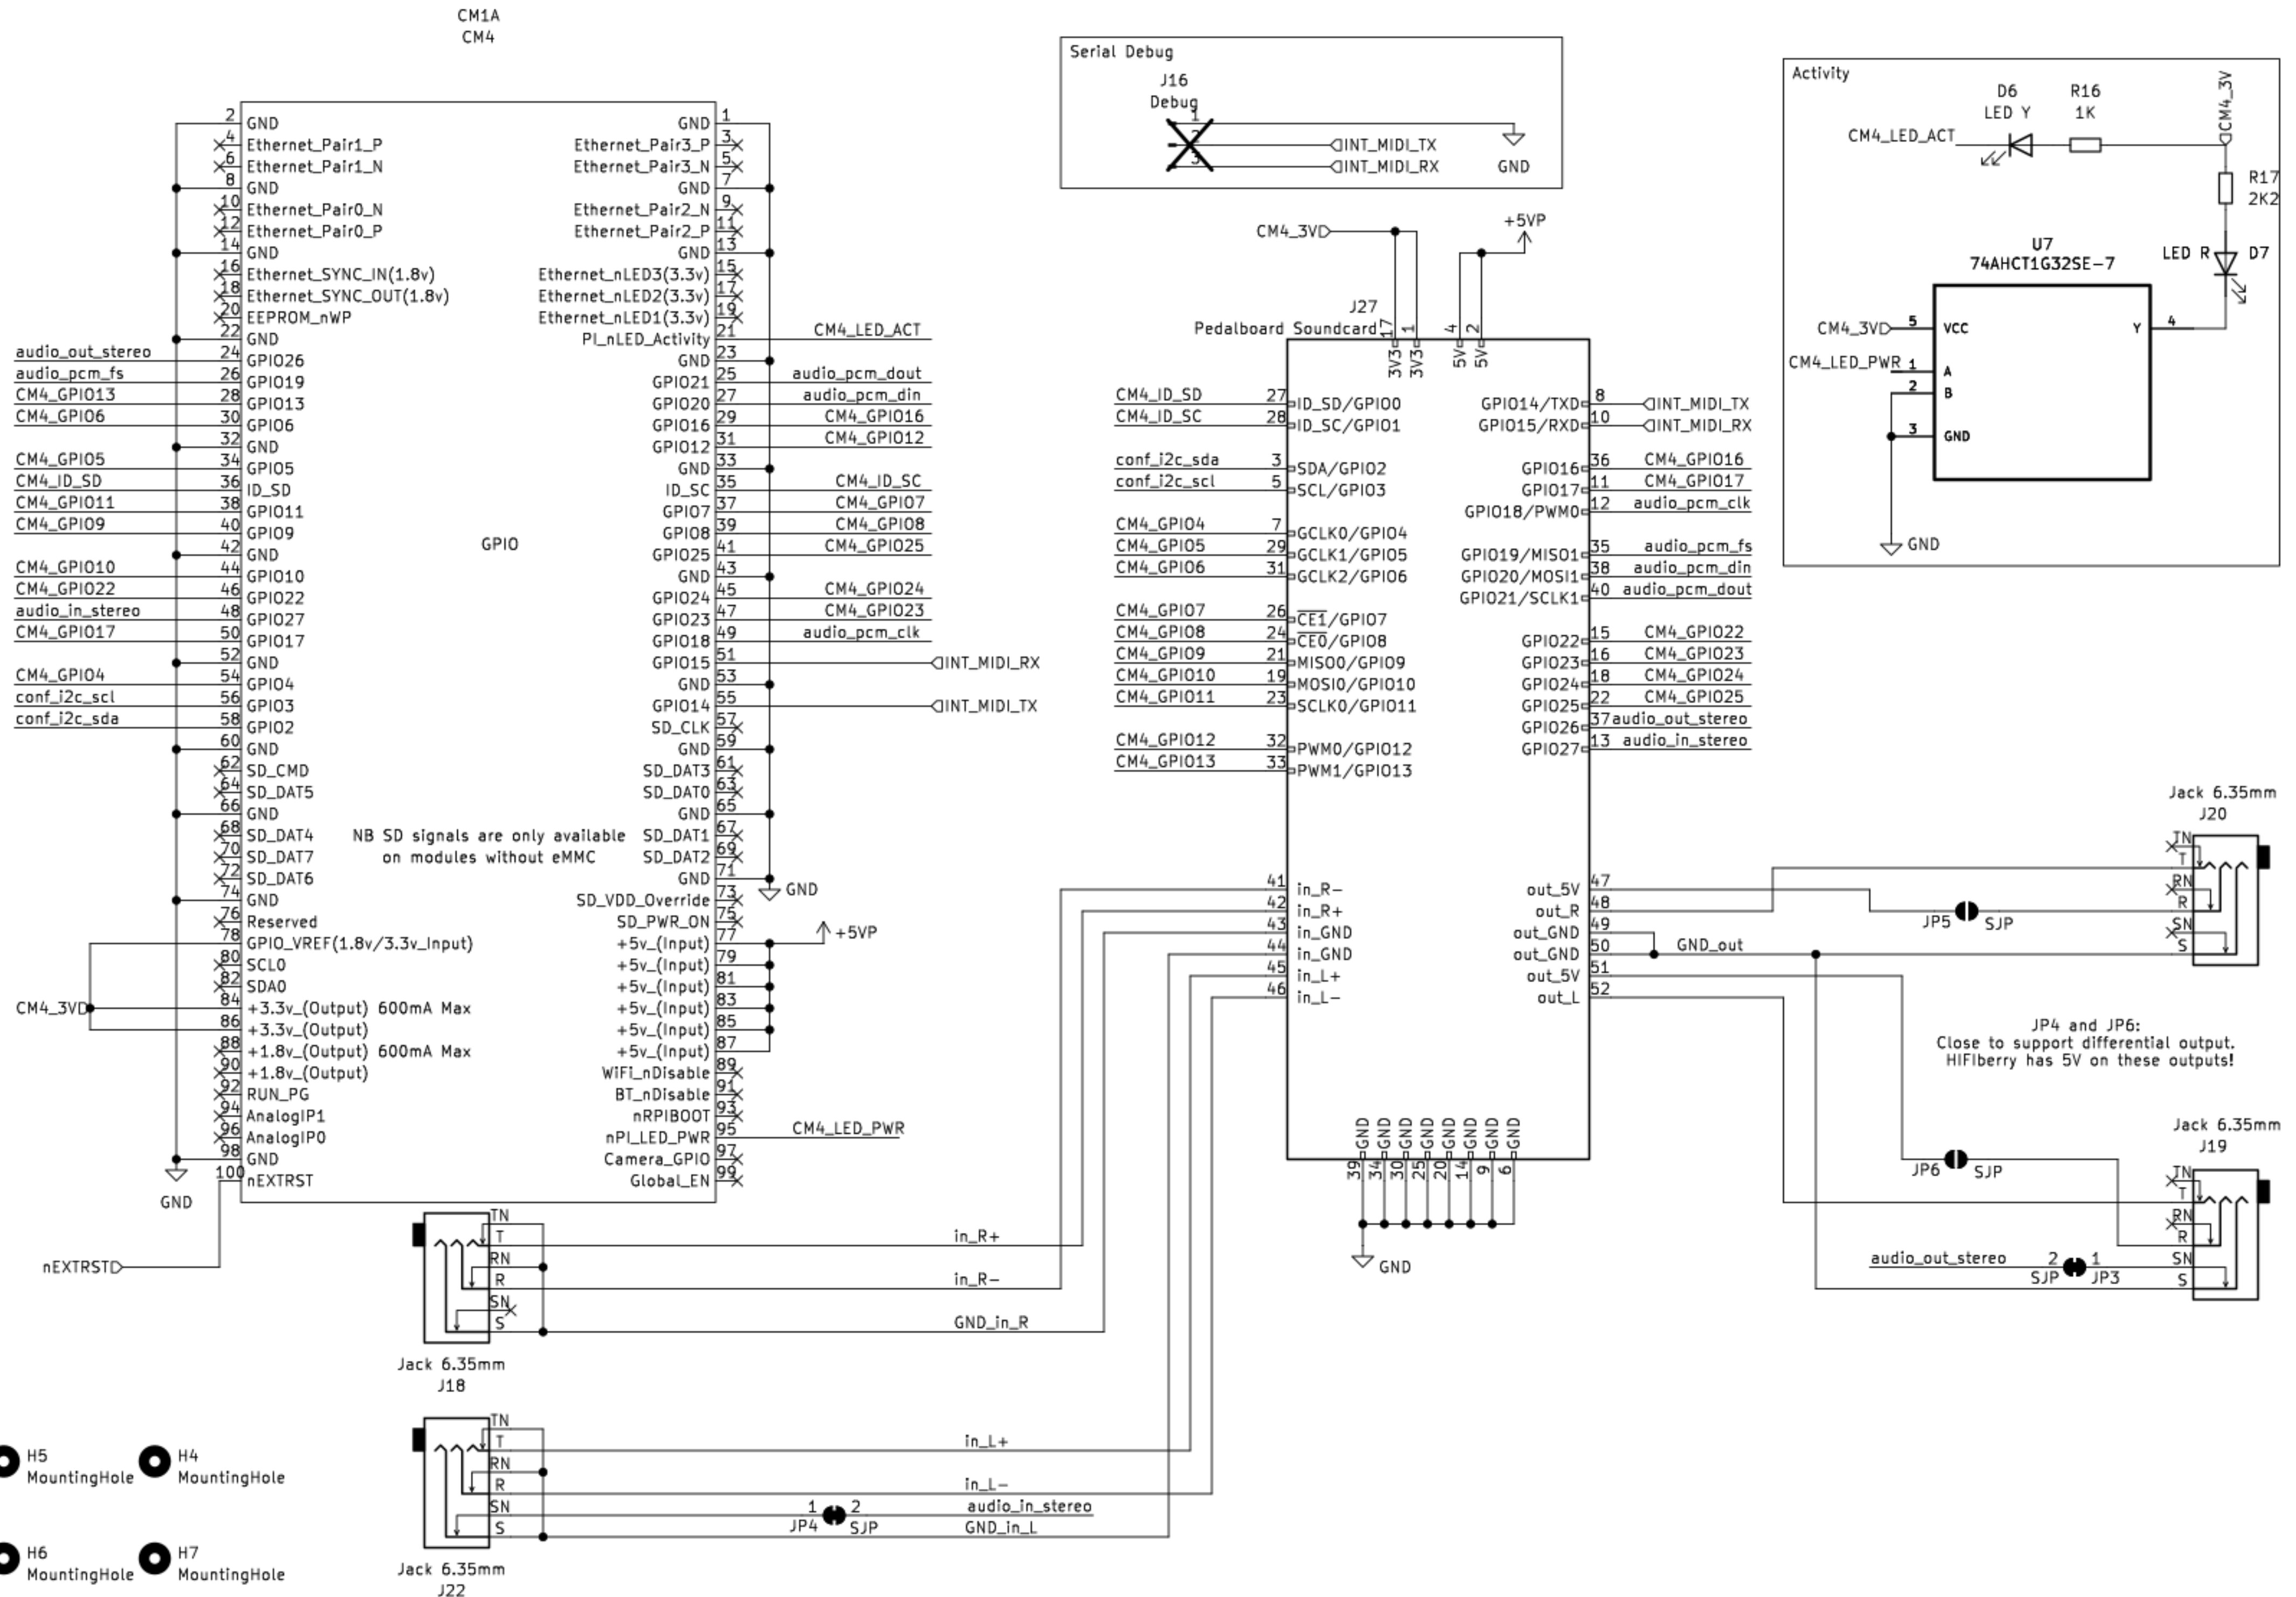 CM1A
CM4
2 GND
4 Ethernet_Pair1_P
6 Ethernet_Pair1_N
8 GND
10 Ethernet_Pair0_N
12 Ethernet_Pair0_P
14 GND
16 Ethernet_SYNC_IN(1.8v)
18 Ethernet_SYNC_OUT(1.8v)
20 EEPROM_nWP
22 GND
audio_out_stereo 24 GPIO26
audio_pcm_fs 26 GPIO19
CM4_GPIO13 28 GPIO13
CM4_GPIO6 30 GPIO6
32 GND
CM4_GPIO5 34 GPIO5
CM4_ID_SD 36 ID_SD
CM4_GPIO11 38 GPIO11
CM4_GPIO9 40 GPIO9
42 GND
CM4_GPIO10 44 GPIO10
CM4_GPIO22 46 GPIO22
audio_in_stereo 48 GPIO27
CM4_GPIO17 50 GPIO17
52 GND
CM4_GPIO4 54 GPIO4
conf_i2c_scl 56 GPIO3
conf_i2c_sda 58 GPIO2
60 GND
62 SD_CMD
64 SD_DAT5
66 GND
68 SD_DAT4
70 SD_DAT7
72 SD_DAT6
74 GND
76 Reserved
78 GPIO_VREF(1.8v/3.3v_Input)
80 SCL0
82 SDA0
CM4_3V 84 +3.3v_(Output) 600mA Max
86 +3.3v_(Output)
88 +1.8v_(Output) 600mA Max
90 +1.8v_(Output)
92 RUN_PG
94 AnalogIP1
96 AnalogIP0
98 GND
100 nEXTRST
GND
nEXTRST
GPIO
NB SD signals are only available
on modules without eMMC
GND 1
Ethernet_Pair3_P 3
Ethernet_Pair3_N 5
GND 7
Ethernet_Pair2_N 9
Ethernet_Pair2_P 11
GND 13
Ethernet_nLED3(3.3v) 15
Ethernet_nLED2(3.3v) 17
Ethernet_nLED1(3.3v) 19
PI_nLED_Activity 21 CM4_LED_ACT
GND 23
GPIO21 25 audio_pcm_dout
GPIO20 27 audio_pcm_din
GPIO16 29 CM4_GPIO16
GPIO12 31 CM4_GPIO12
GND 33
ID_SC 35 CM4_ID_SC
GPIO7 37 CM4_GPIO7
GPIO8 39 CM4_GPIO8
GPIO25 41 CM4_GPIO25
GND 43
GPIO24 45 CM4_GPIO24
GPIO23 47 CM4_GPIO23
GPIO18 49 audio_pcm_clk
GPIO15 51 INT_MIDI_RX
GND 53
GPIO14 55 INT_MIDI_TX
SD_CLK 57
GND 59
SD_DAT3 61
SD_DAT0 63
GND 65
SD_DAT1 67
SD_DAT2 69
GND 71
GND
SD_VDD_Override 73
SD_PWR_ON 75
+5v_(Input) 77 +5VP
+5v_(Input) 79
+5v_(Input) 81
+5v_(Input) 83
+5v_(Input) 85
+5v_(Input) 87
WiFi_nDisable 89
BT_nDisable 91
nRPIBOOT 93
nPI_LED_PWR 95 CM4_LED_PWR
Camera_GPIO 97
Global_EN 99
Serial Debug
J16
Debug
1
2 INT_MIDI_TX
3 INT_MIDI_RX
GND
CM4_3V
+5VP
J27
Pedalboard Soundcard
17 1 4 2
3V3 3V3 5V 5V
CM4_ID_SD 27 ID_SD/GPIO0
CM4_ID_SC 28 ID_SC/GPIO1
conf_i2c_sda 3 SDA/GPIO2
conf_i2c_scl 5 SCL/GPIO3
CM4_GPIO4 7 GCLK0/GPIO4
CM4_GPIO5 29 GCLK1/GPIO5
CM4_GPIO6 31 GCLK2/GPIO6
CM4_GPIO7 26 CE1/GPIO7
CM4_GPIO8 24 CE0/GPIO8
CM4_GPIO9 21 MISO0/GPIO9
CM4_GPIO10 19 MOSI0/GPIO10
CM4_GPIO11 23 SCLK0/GPIO11
CM4_GPIO12 32 PWM0/GPIO12
CM4_GPIO13 33 PWM1/GPIO13
41 in_R-
42 in_R+
43 in_GND
44 in_GND
45 in_L+
46 in_L-
GPIO14/TXD 8 INT_MIDI_TX
GPIO15/RXD 10 INT_MIDI_RX
GPIO16 36 CM4_GPIO16
GPIO17 11 CM4_GPIO17
GPIO18/PWM0 12 audio_pcm_clk
GPIO19/MISO1 35 audio_pcm_fs
GPIO20/MOSI1 38 audio_pcm_din
GPIO21/SCLK1 40 audio_pcm_dout
GPIO22 15 CM4_GPIO22
GPIO23 16 CM4_GPIO23
GPIO24 18 CM4_GPIO24
GPIO25 22 CM4_GPIO25
GPIO26 37 audio_out_stereo
GPIO27 13 audio_in_stereo
out_5V 47
out_R 48
out_GND 49
out_GND 50 GND_out
out_5V 51
out_L 52
GND GND GND GND GND GND GND GND
39 34 30 25 20 14 9 6
GND
Activity
D6
LED Y
R16
1K
CM4_3V
CM4_LED_ACT
R17
2K2
LED R D7
U7
74AHCT1G32SE-7
CM4_3V 5 VCC
CM4_LED_PWR 1 A
2 B
3 GND
Y 4
GND
Jack 6.35mm
J20
TN
T
RN
R
SN
S
JP5 SJP
JP4 and JP6:
Close to support differential output.
HIFIberry has 5V on these outputs!
Jack 6.35mm
J19
JP6 SJP
TN
T
RN
R
SN
S
audio_out_stereo 2 1
SJP JP3
TN
T in_R+
RN
R in_R-
SN
S GND_in_R
Jack 6.35mm
J18
TN
T in_L+
RN
R in_L-
SN 1 2 audio_in_stereo
JP4 SJP
S GND_in_L
Jack 6.35mm
J22
H5
MountingHole
H4
MountingHole
H6
MountingHole
H7
MountingHole